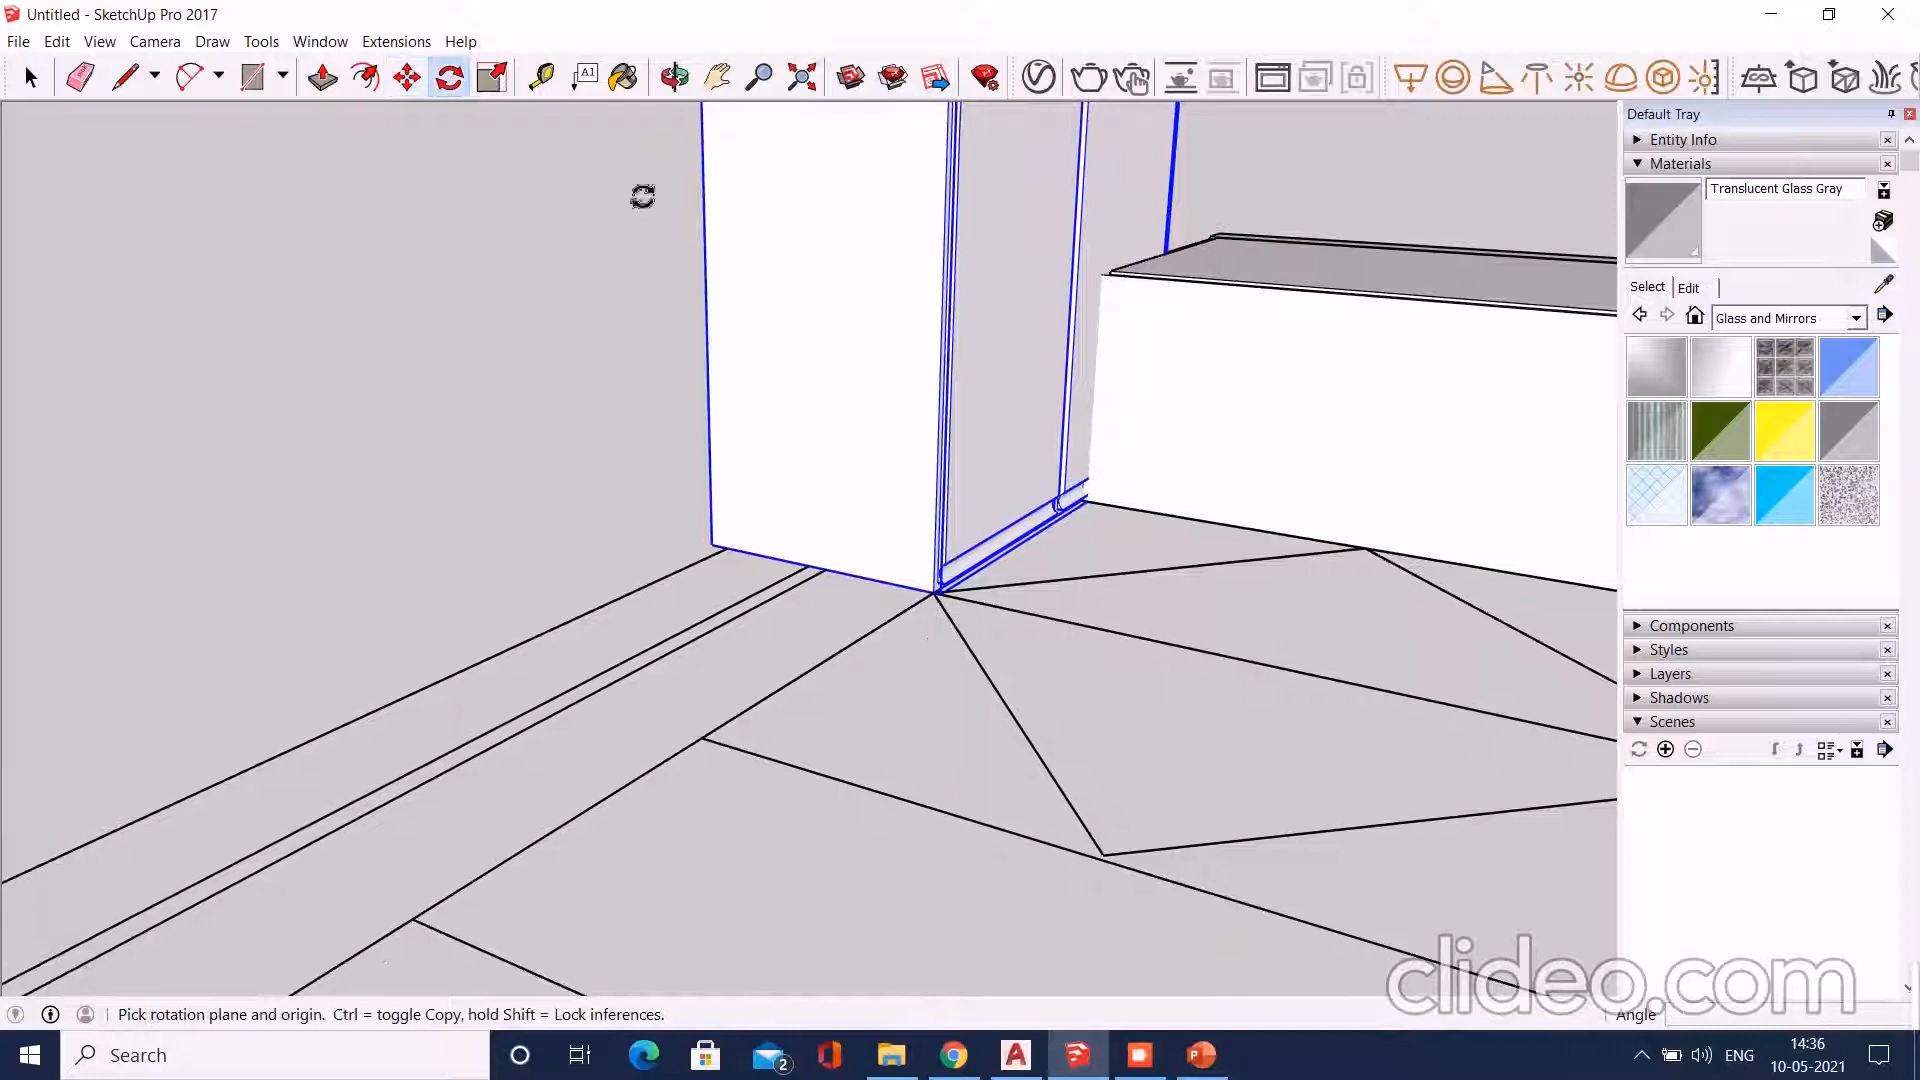 Untitled - SketchUp Pro 2017
File Edit View Camera Draw Tools Window Extensions Help
A1
Default Tray
Entity Info
Materials
Translucent Glass Gray
Select Edit
Glass and Mirrors
Components
Styles
Layers
Shadows
Scenes
clideo.com
Pick rotation plane and origin. Ctrl = toggle Copy, hold Shift = Lock inferences.
Angle
Search
2
ENG
14:36
10-05-2021